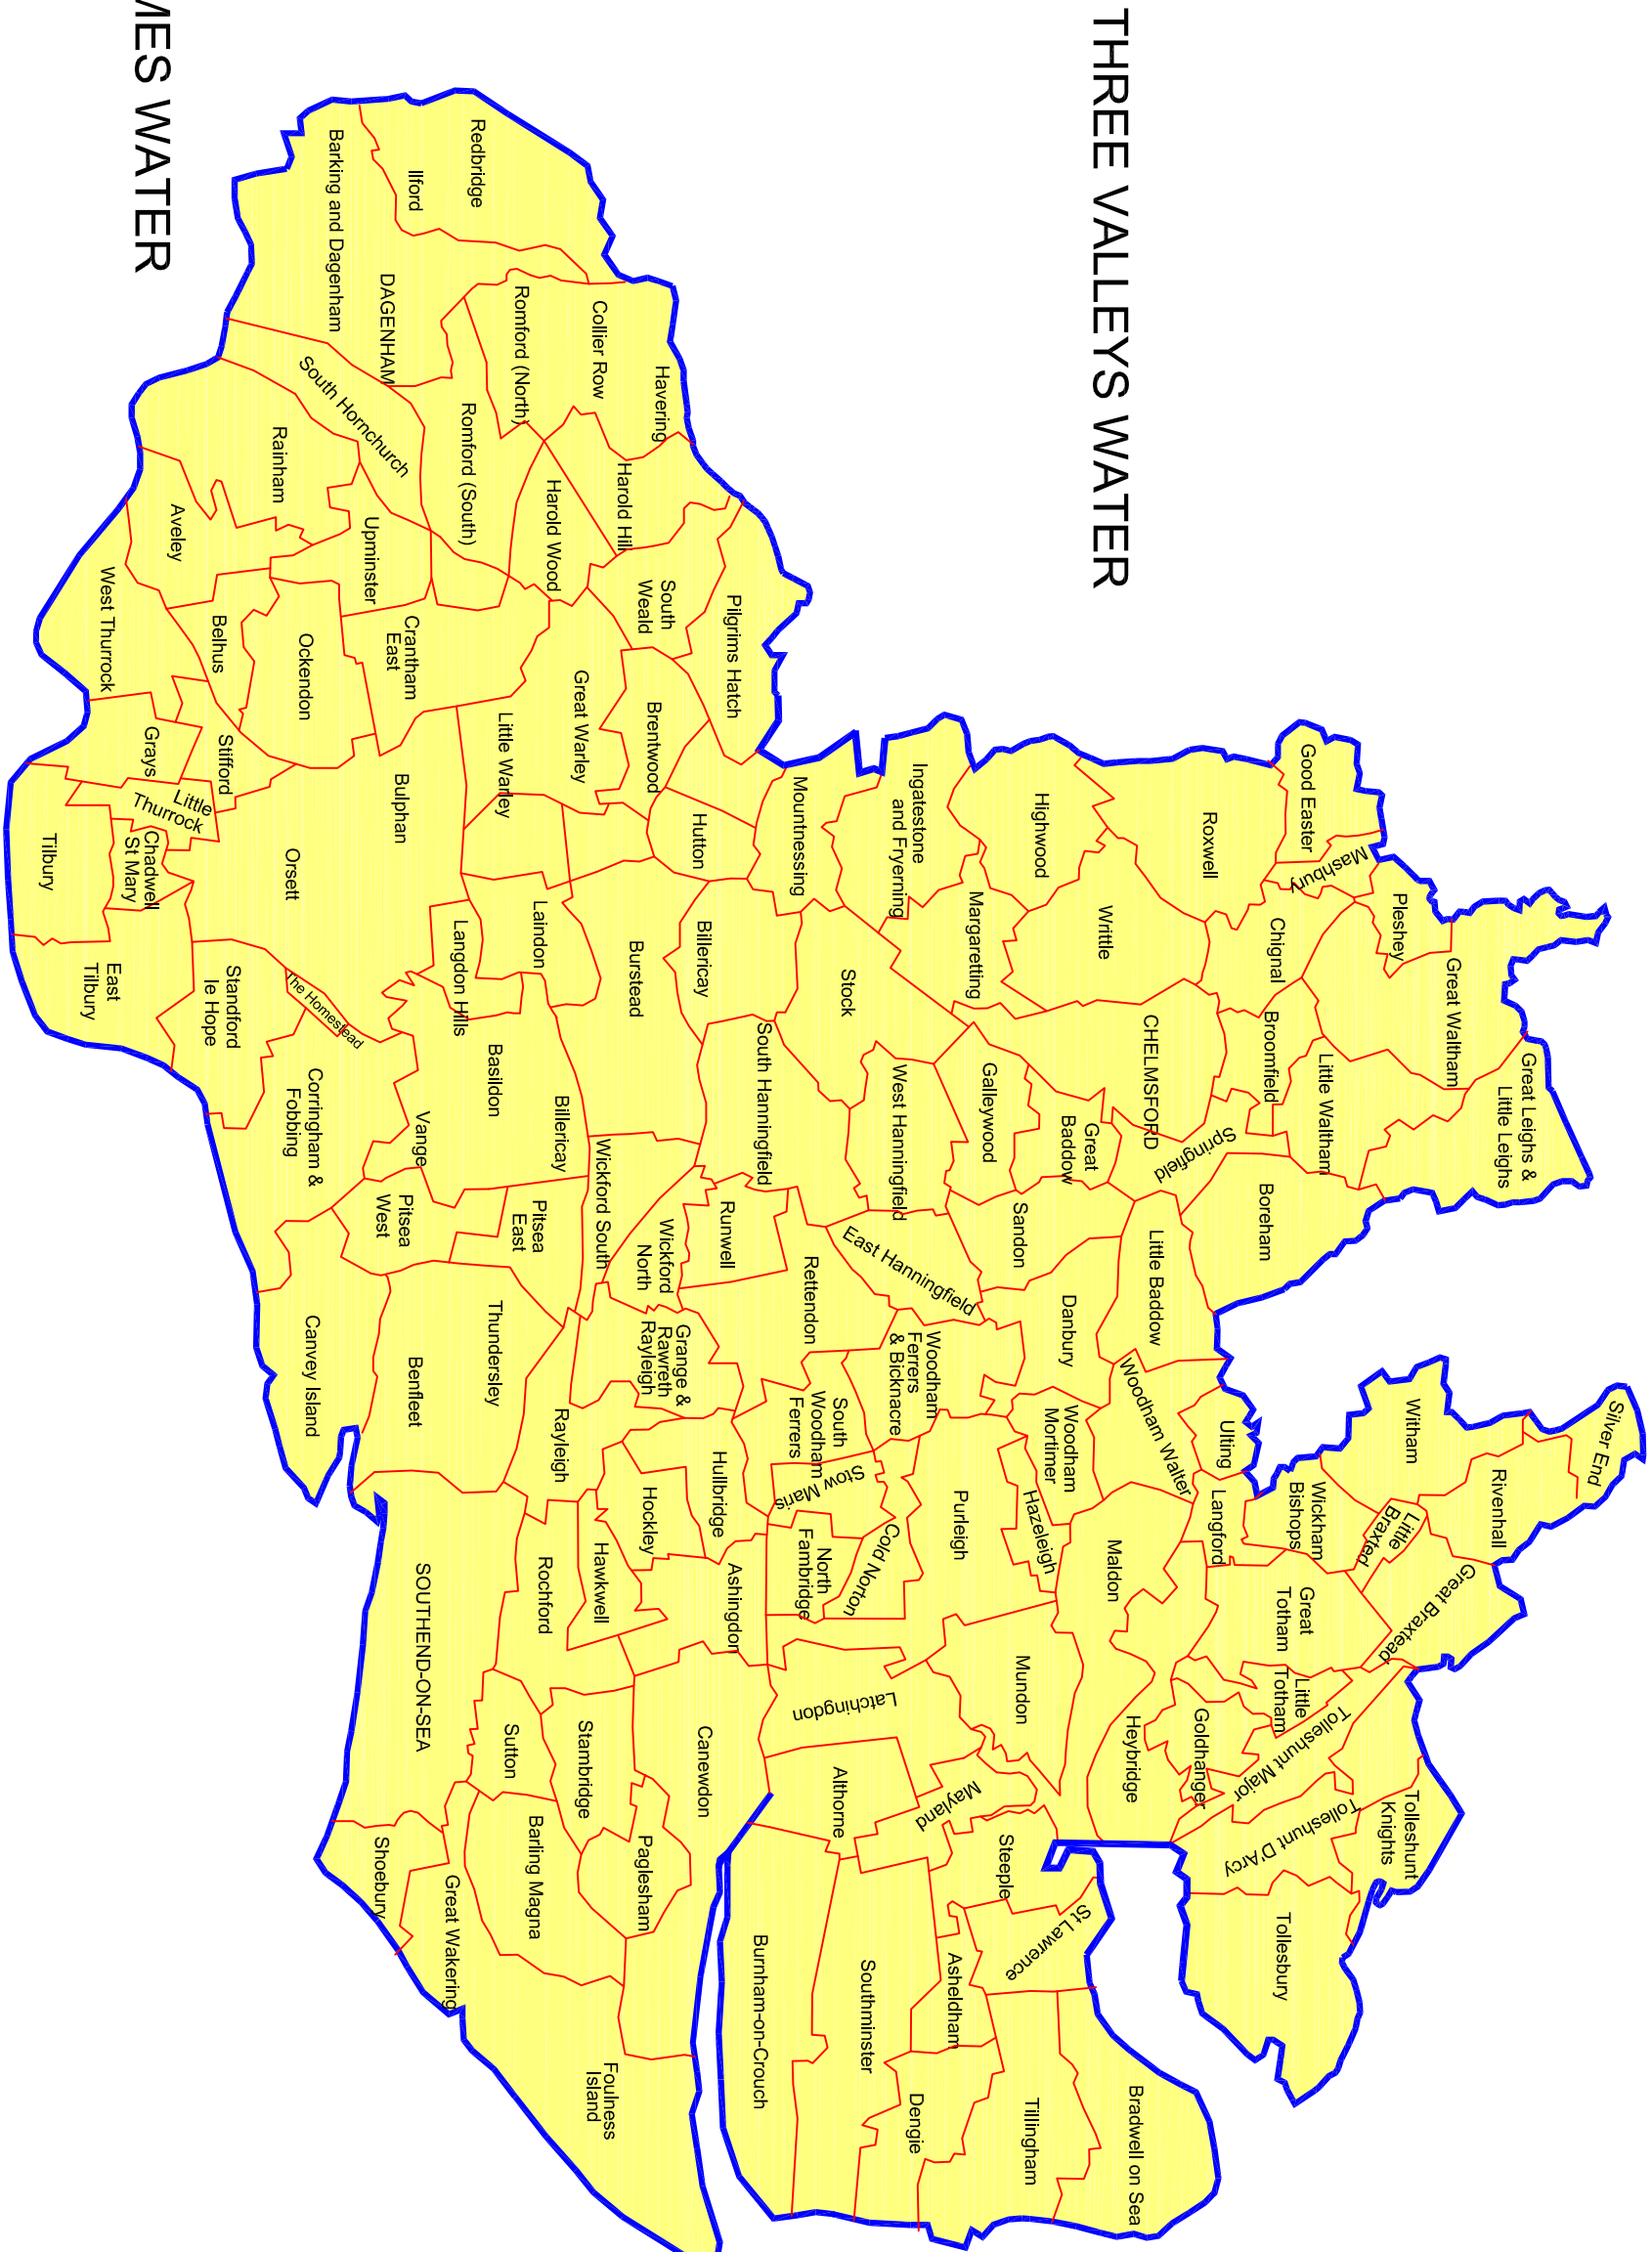 THREE VALLEYS WATER
MES WATER
Redbridge
Ilford
Barking and Dagenham
DAGENHAM
Collier Row
Romford (North)
Havering
South Hornchurch
Romford (South)
Rainham
Harold Hill
Harold Wood
Aveley
Upminster
West Thurrock
South
Weald
Pilgrims Hatch
Belhus
Ockendon
Crantham
East
Great Warley
Brentwood
Little Warley
Grays
Stifford
Little
Thurrock
Bulphan
Hutton
Mountnessing
Ingatestone
and Fryerning
Highwood
Roxwell
Good Easter
Mashbury
Pleshey
Tilbury
Chadwell
St Mary
Orsett
Laindon
Langdon Hills
Burstead
Billericay
Stock
Margaretting
Writtle
Chignal
Great Waltham
East
Tilbury
Standford
le Hope
The Homestead
Basildon
Billericay
South Hanningfield
West Hanningfield
Galleywood
CHELMSFORD
Broomfield
Little Waltham
Great Leighs &
Little Leighs
Corringham &
Fobbing
Vange
Great
Baddow
Springfield
Boreham
Pitsea
West
Pitsea
East
Wickford South
Wickford
North
Runwell
Rettendon
East Hanningfield
Sandon
Little Baddow
Danbury
Canvey Island
Benfleet
Thundersley
Grange &
Rawreth
Rayleigh
Woodham
Ferrers
& Bicknacre
South
Woodham
Ferrers
Woodham
Mortimer
Woodham Walter
Ulting
Witham
Silver End
Rayleigh
Hullbridge
Hockley
Stow Maris
Purleigh
Hazeleigh
Langford
Wickham
Bishops
Little
Braxted
Rivenhall
SOUTHEND-ON-SEA
Rochford
Hawkwell
Ashingdon
North
Fambridge
Cold Norton
Maldon
Great
Totham
Great Braxtead
Mundon
Latchingdon
Little
Totham
Tolleshunt Major
Goldhanger
Heybridge
Sutton
Stambridge
Canewdon
Althorne
Mayland
Tolleshunt D'Arcy
Tolleshunt
Knights
Shoebury
Great Wakering
Barling Magna
Paglesham
Steeple
St Lawrence
Tollesbury
Burnham-on-Crouch
Southminster
Asheldham
Foulness
Island
Dengie
Tillingham
Bradwell on Sea